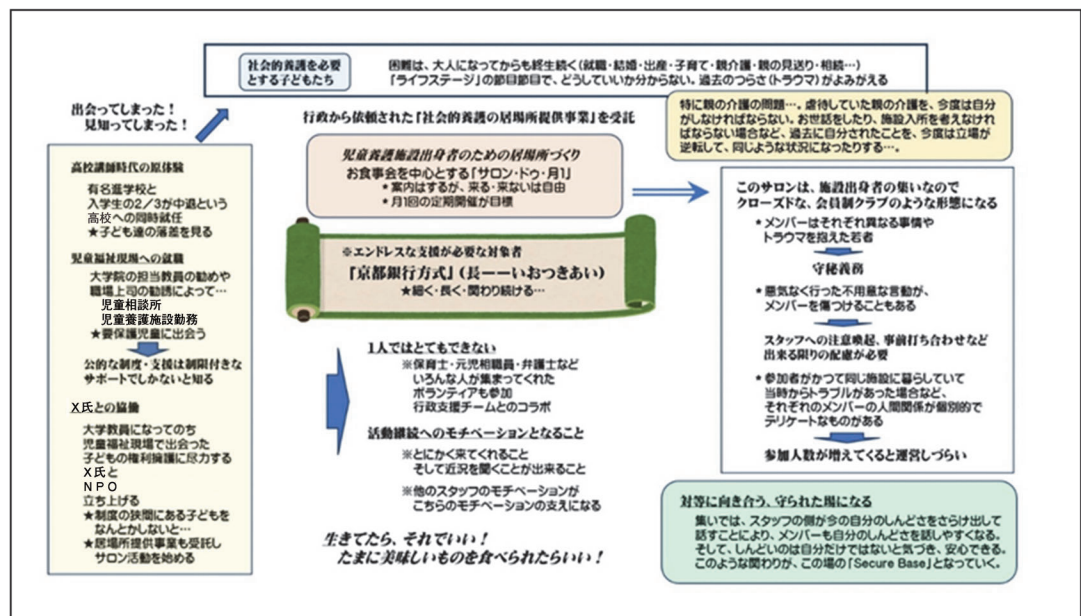 社会的養護を必要
とする子どもたち
困難は、大人になってからも終生続く(就職・結婚・出産・子育て・親介護・親の見送り・相続…)
「ライフステージ」の節目節目で、どうしていいか分からない。過去のつらさ(トラウマ)がよみがえる
出会ってしまった!
見知ってしまった!
高校講師時代の原体験
有名進学校と
入学生の2/3が中退という
高校への同時就任
★子ども達の落差を見る
児童福祉現場への就職
大学院の担当教員の勧めや
職場上司の勧誘によって…
児童相談所
児童養護施設勤務
★要保護児童に出会う
公的な制度・支援は制限付きな
サポートでしかないと知る
X氏との協働
大学教員になってのち
児童福祉現場で出会った
子どもの権利擁護に尽力する
X氏と
NPO
立ち上げる
★制度の狭間にある子どもを
なんとかしないと…
★居場所提供事業も受託し
サロン活動を始める
行政から依頼された『社会的養護の居場所提供事業』を受託
児童養護施設出身者のための居場所づくり
お食事会を中心とする「サロン・ドゥ・月1」
*案内はするが、来る・来ないは自由
*月1回の定期開催が目標
※エンドレスな支援が必要な対象者
「京都銀行方式」(長ーーいおつきあい)
★細く・長く・関わり続ける…
1人ではとてもできない
※保育士・元児相職員・弁護士など
いろんな人が集まってくれた
ボランティアも参加
行政支援チームとのコラボ
活動継続へのモチベーションとなること
※とにかく来てくれること
そして近況を聞くことが出来ること
※他のスタッフのモチベーションが
こちらのモチベーションの支えになる
生きてたら、それでいい!
たまに美味しいものを食べられたらいい!
特に親の介護の問題…。虐待していた親の介護を、今度は自分
がしなければならない。お世話をしたり、施設入所を考えなけれ
ばならない場合など、過去に自分されたことを、今度は立場が
逆転して、同じような状況になったりする…。
このサロンは、施設出身者の集いなので
クローズドな、会員制クラブのような形態になる
*メンバーはそれぞれ異なる事情や
トラウマを抱えた若者
守秘義務
*悪気なく行った不用意な言動が、
メンバーを傷つけることもある
スタッフへの注意喚起、事前打ち合わせなど
出来る限りの配慮が必要
*参加者がかつて同じ施設に暮らしていて
当時からトラブルがあった場合など、
それぞれのメンバーの人間関係が個別的で
デリケートなものがある
参加人数が増えてくると運営しづらい
対等に向き合う、守られた場になる
集いでは、スタッフの側が今の自分のしんどさをさらけ出して
話すことにより、メンバーも自分のしんどさを話しやすくなる。
そして、しんどいのは自分だけではないと気づき、安心できる。
このような関わりが、この場の「Secure Base」となっていく。